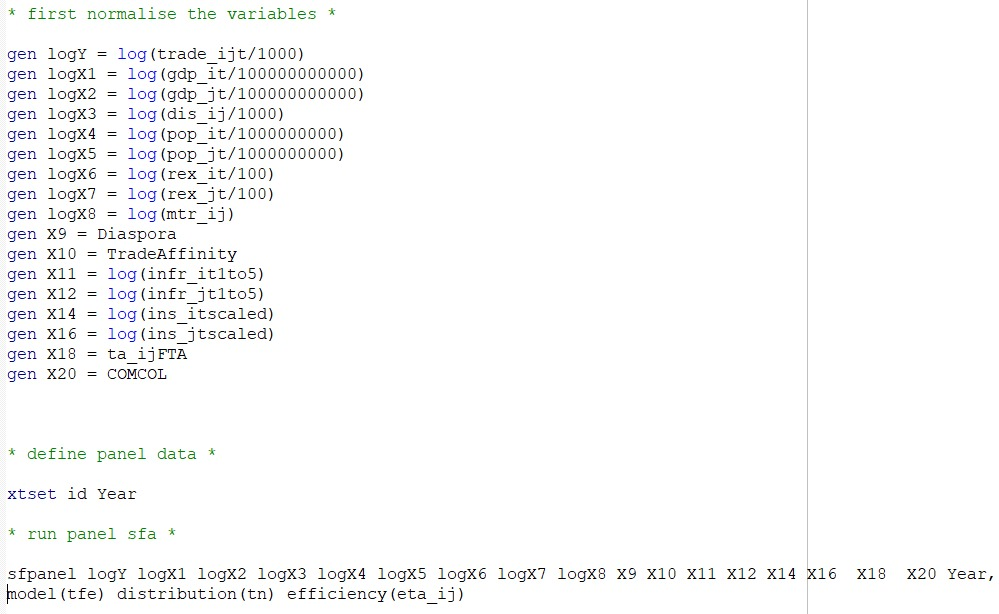 * first normalise the variables *
gen logY = log(trade_ijt/1000)
gen logX1 = log(gdp_it/100000000000)
gen logX2 = log(gdp_jt/100000000000)
gen logX3 = log(dis_ij/1000)
gen logX4 = log(pop_it/1000000000)
gen logX5 = log(pop_jt/1000000000)
gen logX6 = log(rex_it/100)
gen logX7 = log(rex_jt/100)
gen logX8 = log(mtr_ij)
gen X9 = Diaspora
gen X10 = TradeAffinity
gen X11 = log(infr_it1to5)
gen X12 = log(infr_jt1to5)
gen X14 = log(ins_itscaled)
gen X16 = log(ins_jtscaled)
gen X18 = ta_ijFTA
gen X20 = COMCOL
* define panel data *
xtset id Year
* run panel sfa *
sfpanel logY logX1 logX2 logX3 logX4 logX5 logX6 logX7 logX8 X9 X10 X11 X12 X14 X16  X18  X20 Year,
model(tfe) distribution(tn) efficiency(eta_ij)